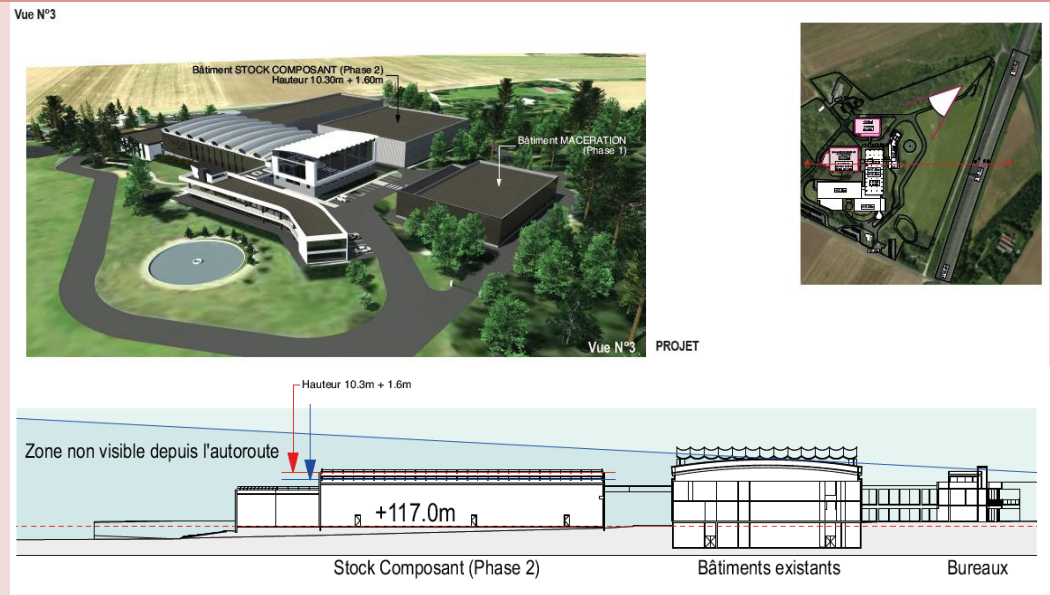 Vue N°3
Bâtiment STOCK COMPOSANT (Phase 2)
Hauteur 10.30m + 1.60m
Bâtiment MACERATION
(Phase 1)
Vue N°3
PROJET
Hauteur 10.3m + 1.6m
Zone non visible depuis l'autoroute
+117.0m
Stock Composant (Phase 2)
Bâtiments existants
Bureaux